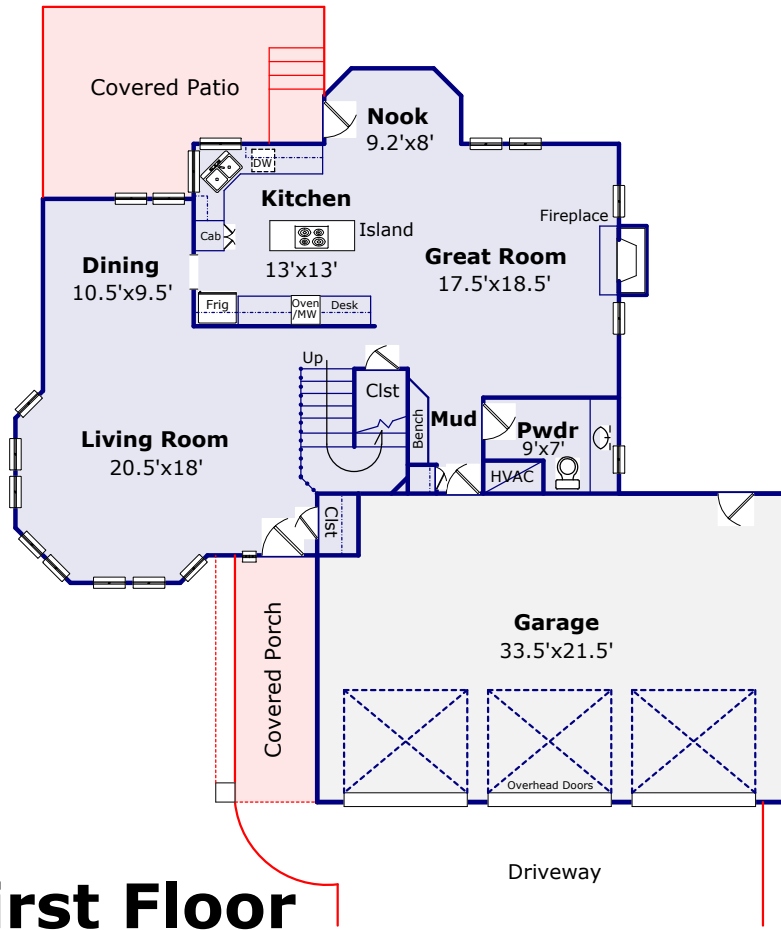 Covered Patio
Nook
9.2'x8'
DW
Kitchen
Cab
Island
Fireplace
Dining
10.5'x9.5'
13'x13'
Great Room
17.5'x18.5'
Frig
Oven
/MW
Desk
Up
Clst
Bench
Mud
Pwdr
9'x7'
Living Room
20.5'x18'
HVAC
Clst
Covered Porch
Garage
33.5'x21.5'
Overhead Doors
Driveway
irst Floor